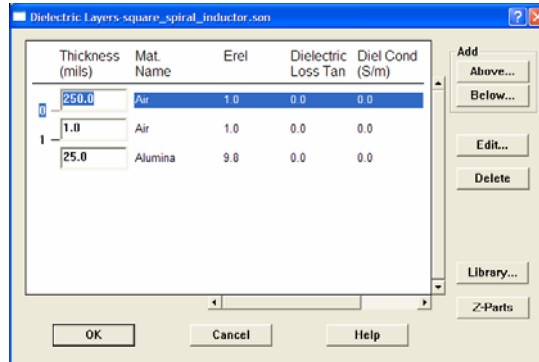 Dielectric Layers-square_spiral_inductor.son
Thickness (mils) Mat. Name Erel Dielectric Loss Tan Diel Cond (S/m)
250.0 Air 1.0 0.0 0.0
0
1.0 Air 1.0 0.0 0.0
1
25.0 Alumina 9.8 0.0 0.0
Add
Above...
Below...
Edit...
Delete
Library...
Z-Parts
OK Cancel Help